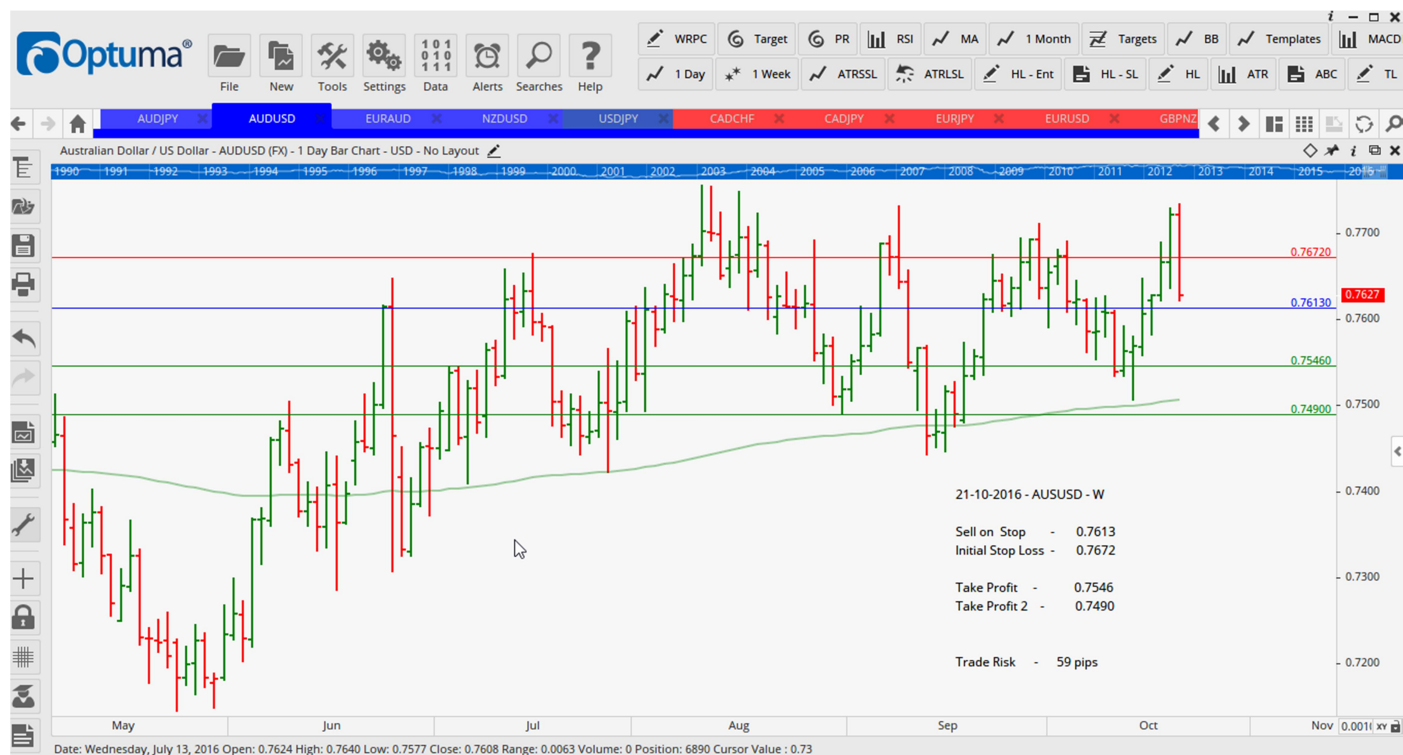 Optuma®
File New Tools Settings Data Alerts Searches Help
WRPC Target PR RSI MA 1 Month Targets BB Templates MACD
1 Day 1 Week ATRSSL ATRLSL HL - Ent HL - SL HL ATR ABC TL
AUDJPY AUDUSD EURAUD NZDUSD USDJPY CADCHF CADJPY EURJPY EURUSD GBPNZ
Australian Dollar / US Dollar - AUDUSD (FX) - 1 Day Bar Chart - USD - No Layout
1990 1991 1992 1993 1994 1995 1996 1997 1998 1999 2000 2001 2002 2003 2004 2005 2006 2007 2008 2009 2010 2011 2012 2013 2014 2015 2016
0.7700
0.76720
0.7627
0.76130
0.7600
0.75460
0.7500
0.74900
0.7400
21-10-2016 - AUSUSD - W
Sell on Stop - 0.7613
Initial Stop Loss - 0.7672
0.7300
Take Profit - 0.7546
Take Profit 2 - 0.7490
Trade Risk - 59 pips
0.7200
May Jun Jul Aug Sep Oct Nov XY
Date: Wednesday, July 13, 2016 Open: 0.7624 High: 0.7640 Low: 0.7577 Close: 0.7608 Range: 0.0063 Volume: 0 Position: 6890 Cursor Value : 0.73